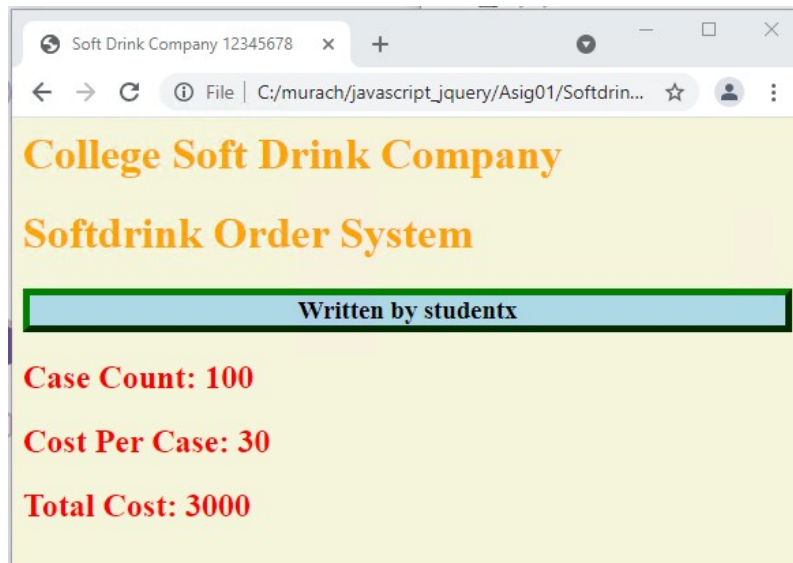 Soft Drink Company 12345678
File | C:/murach/javascript_jquery/Asig01/Softdrin...
College Soft Drink Company
Softdrink Order System
Written by studentx
Case Count: 100
Cost Per Case: 30
Total Cost: 3000